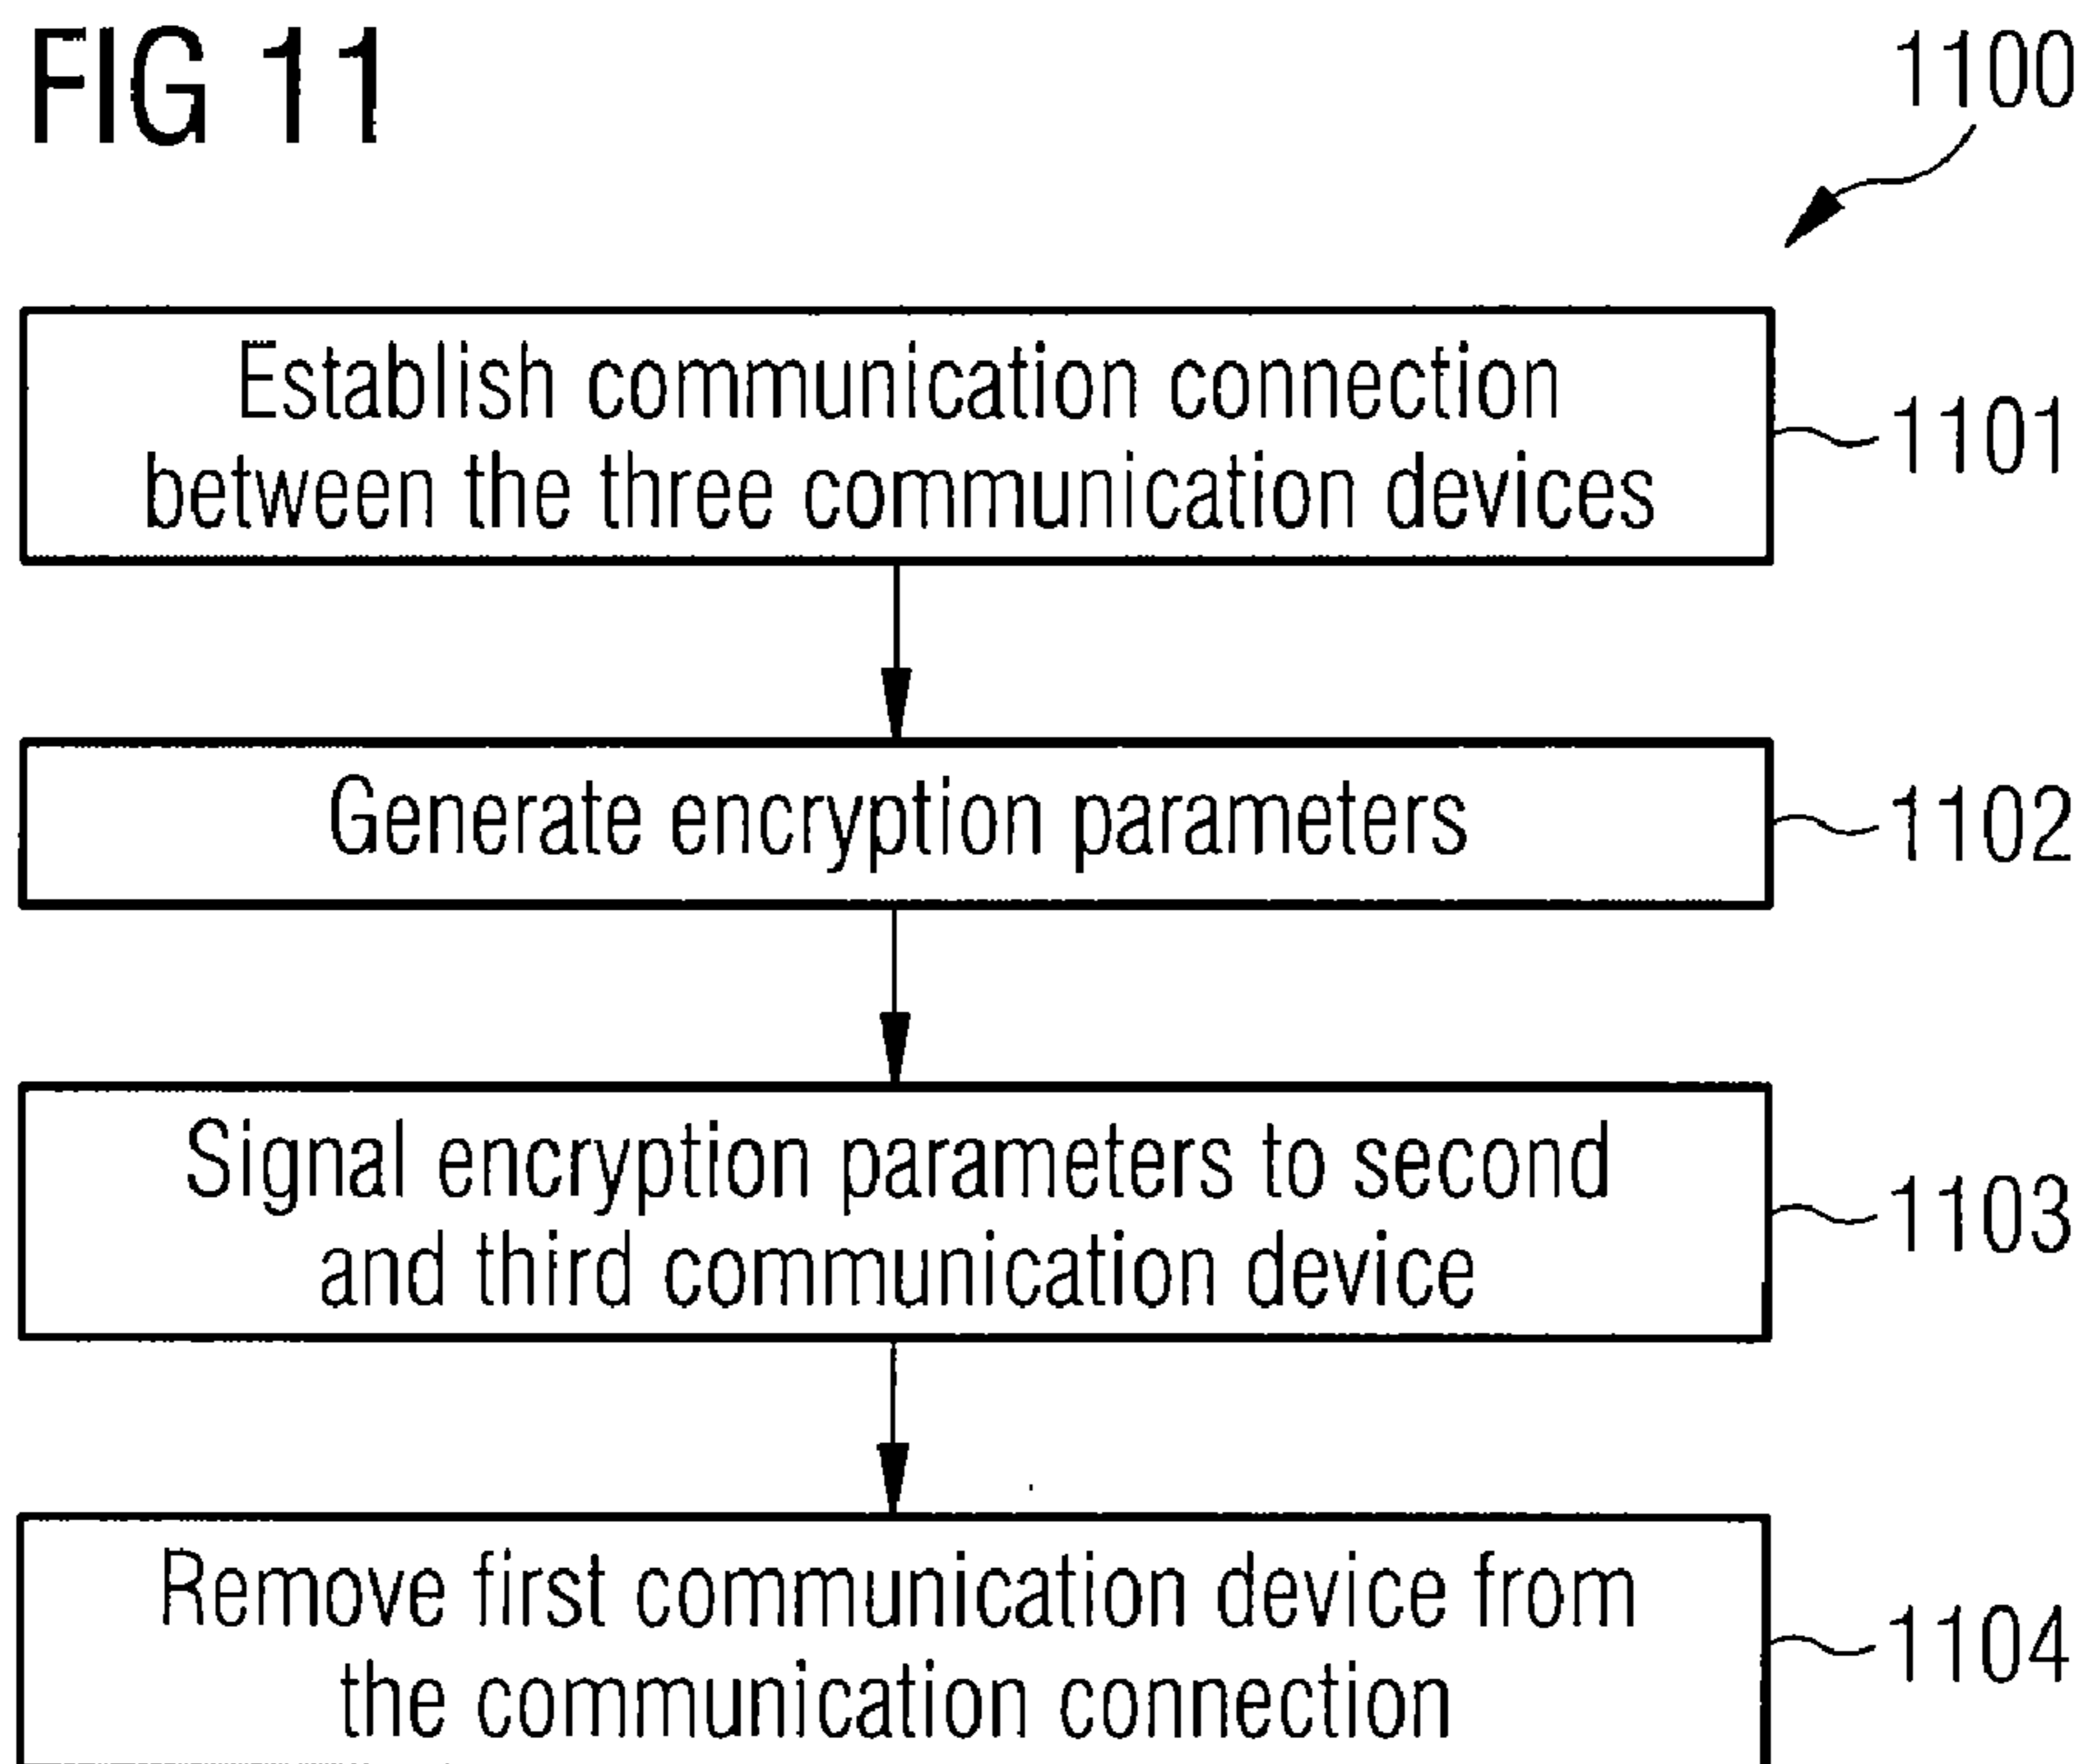 FIG 11
1100
Establish communication connection
between the three communication devices
1101
Generate encryption parameters
1102
Signal encryption parameters to second
and third communication device
1103
Remove first communication device from
the communication connection
1104